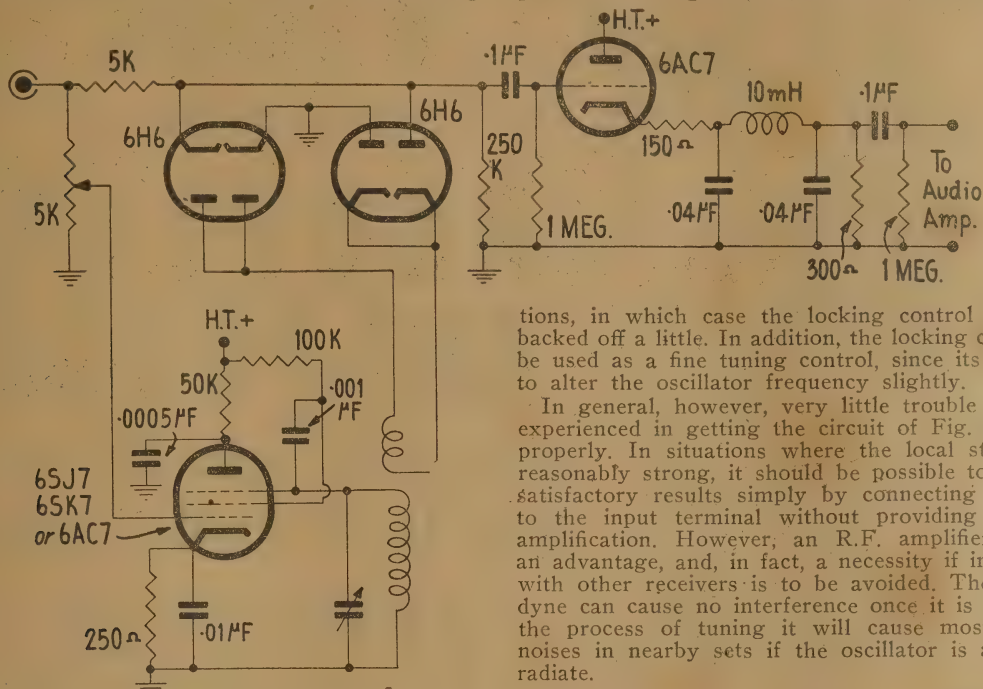 H.T.+
5K
·1µF
6AC7
10mH
·1µF
6H6
6H6
150Ω
250
K
5K
·04µF
·04µF
To
Audio
Amp.
1 MEG.
300Ω
1 MEG.
H.T.+
100K
50K
·001
µF
·0005µF
6SJ7
6SK7
or 6AC7
250Ω
·01µF
tions, in which case the locking control
backed off a little. In addition, the locking
be used as a fine tuning control, since its
to alter the oscillator frequency slightly.
In general, however, very little trouble
experienced in getting the circuit of Fig.
properly. In situations where the local
reasonably strong, it should be possible to
satisfactory results simply by connecting
to the input terminal without providing
amplification. However, an R.F. amplifier
an advantage, and, in fact, a necessity if
with other receivers is to be avoided.
dyne can cause no interference once it is
the process of tuning it will cause
noises in nearby sets if the oscillator is
radiate.